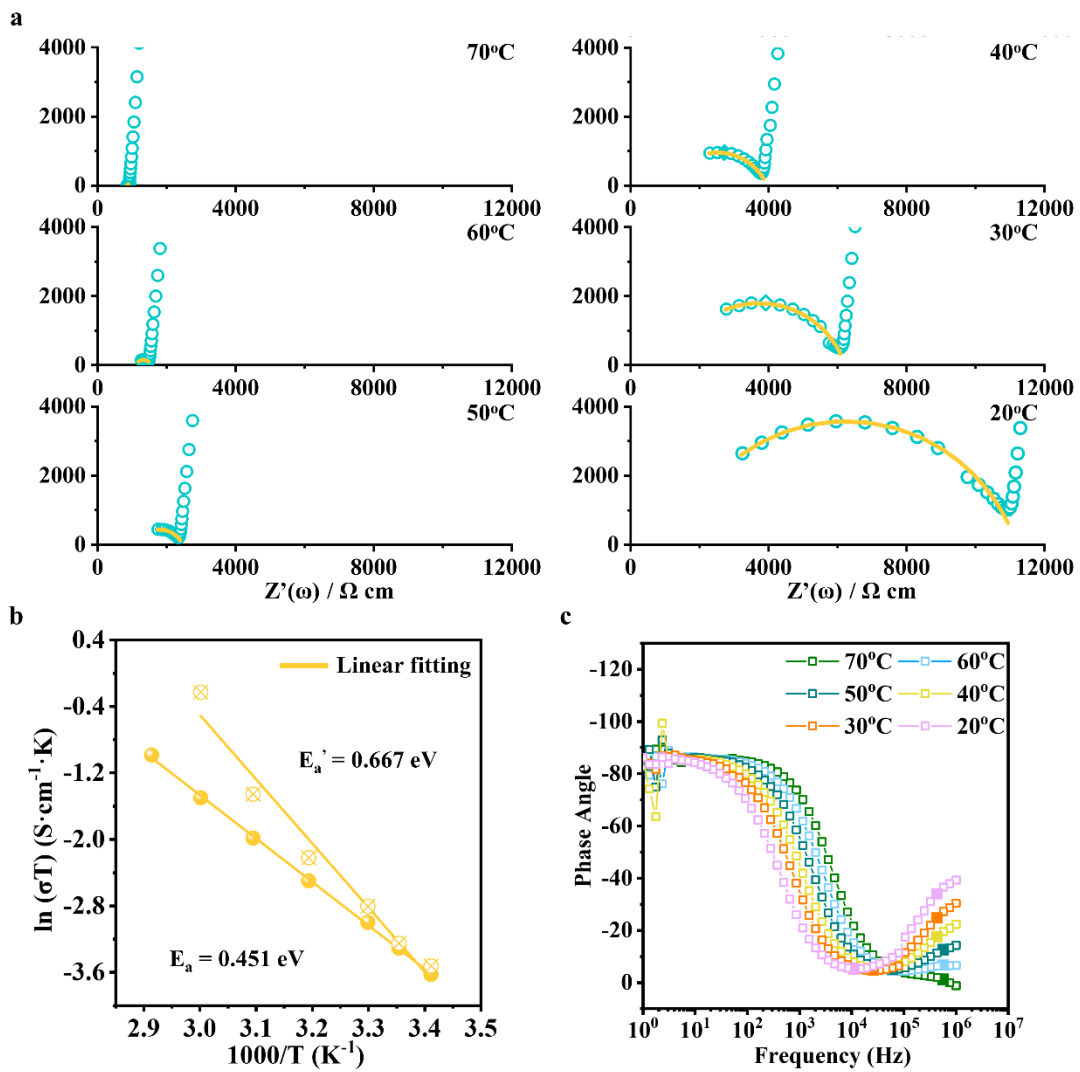 a
4000
2000
0
0
4000
8000
12000
70°C
4000
2000
0
0
4000
8000
12000
60°C
4000
2000
0
0
4000
8000
12000
50°C
Z’(ω) / Ω cm
4000
2000
0
0
4000
8000
12000
40°C
4000
2000
0
0
4000
8000
12000
30°C
4000
2000
0
0
4000
8000
12000
20°C
Z’(ω) / Ω cm
b
0.4
-0.4
-1.2
-2.0
-2.8
-3.6
ln (σT) (S·cm⁻¹·K)
Linear fitting
Eₐ’ = 0.667 eV
Eₐ = 0.451 eV
2.9 3.0 3.1 3.2 3.3 3.4 3.5
1000/T (K⁻¹)
c
-120
-100
-80
-60
-40
-20
0
Phase Angle
70°C 60°C
50°C 40°C
30°C 20°C
10⁰ 10¹ 10² 10³ 10⁴ 10⁵ 10⁶ 10⁷
Frequency (Hz)